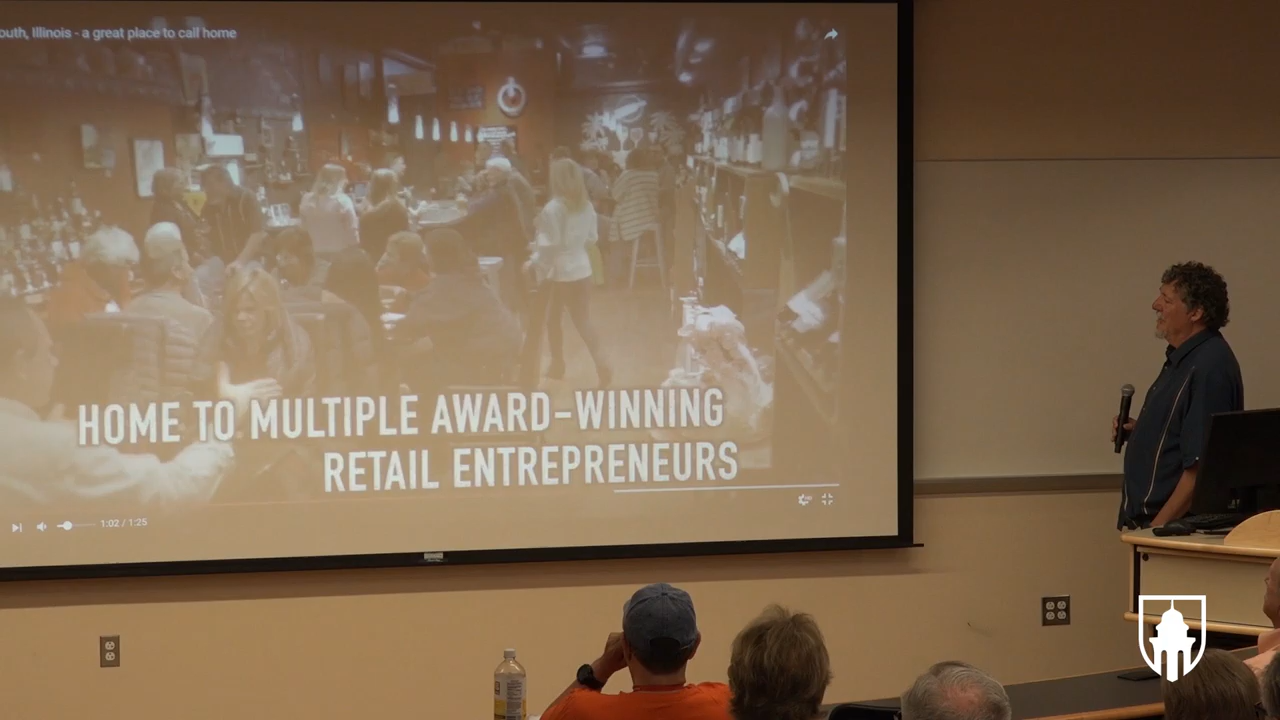 outh, Illinois - a great place to call home
HOME TO MULTIPLE AWARD-WINNING
RETAIL ENTREPRENEURS
1:02 / 1:25